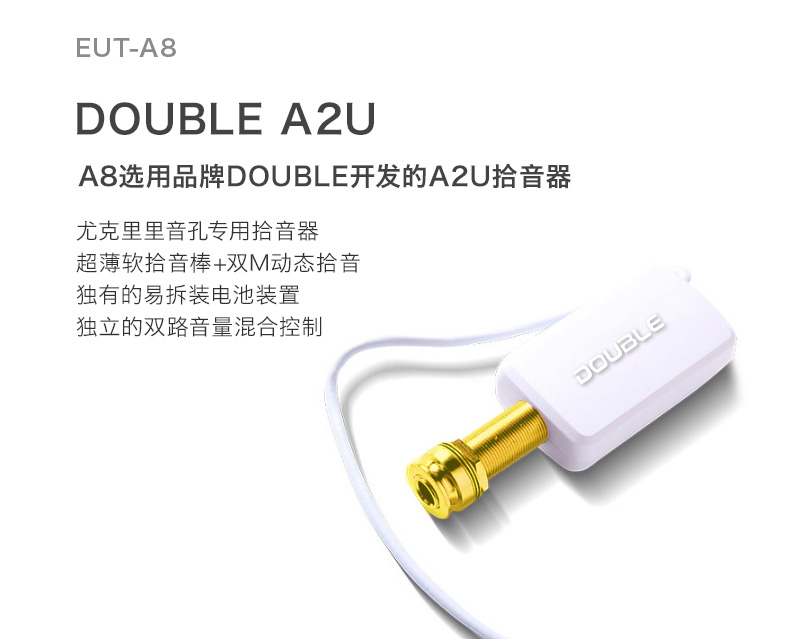 EUT-A8
DOUBLE A2U
A8选用品牌DOUBLE开发的A2U拾音器
尤克里里音孔专用拾音器
超薄软拾音棒+双M动态拾音
独有的易拆装电池装置
独立的双路音量混合控制
DOUBLE